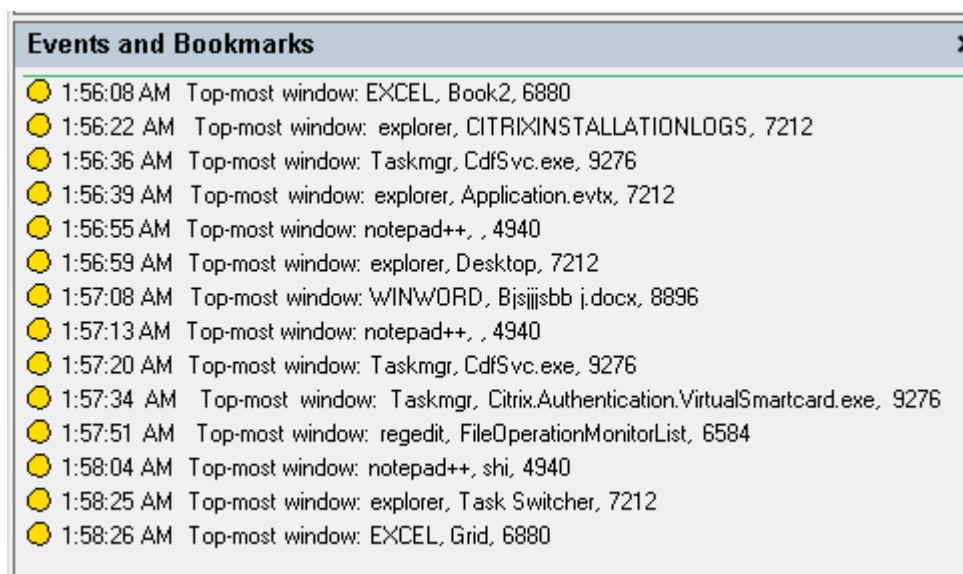 Events and Bookmarks
1:56:08 AM Top-most window: EXCEL, Book2, 6880
1:56:22 AM Top-most window: explorer, CITRIXINSTALLATIONLOGS, 7212
1:56:36 AM Top-most window: Taskmgr, CdfSvc.exe, 9276
1:56:39 AM Top-most window: explorer, Application.evtx, 7212
1:56:55 AM Top-most window: notepad++, , 4940
1:56:59 AM Top-most window: explorer, Desktop, 7212
1:57:08 AM Top-most window: WINWORD, Bjsjjjsbb j.docx, 8896
1:57:13 AM Top-most window: notepad++, , 4940
1:57:20 AM Top-most window: Taskmgr, CdfSvc.exe, 9276
1:57:34 AM Top-most window: Taskmgr, Citrix.Authentication.VirtualSmartcard.exe, 9276
1:57:51 AM Top-most window: regedit, FileOperationMonitorList, 6584
1:58:04 AM Top-most window: notepad++, shi, 4940
1:58:25 AM Top-most window: explorer, Task Switcher, 7212
1:58:26 AM Top-most window: EXCEL, Grid, 6880